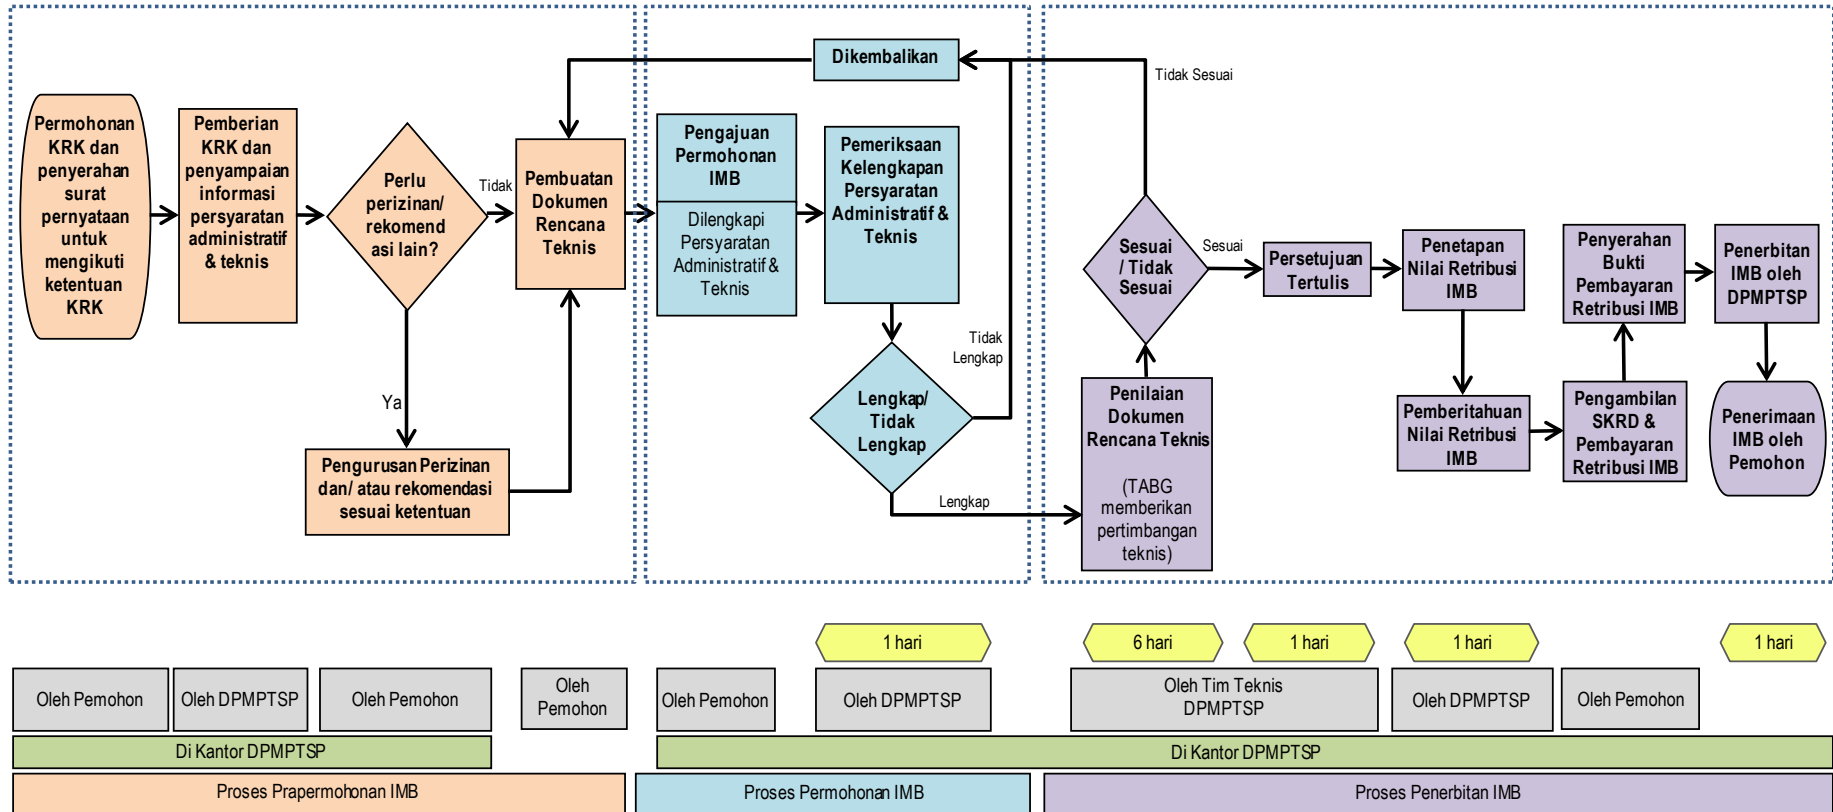 Permohonan
KRK dan
penyerahan
surat
pernyataan
untuk
mengikuti
ketentuan
KRK
Pemberian
KRK dan
penyampaian
informasi
persyaratan
administratif
& teknis
Perlu
perizinan/
rekomend
asi lain?
Tidak
Ya
Pengurusan Perizinan
dan/ atau rekomendasi
sesuai ketentuan
Pembuatan
Dokumen
Rencana
Teknis
Dikembalikan
Pengajuan
Permohonan
IMB
Dilengkapi
Persyaratan
Administratif &
Teknis
Pemeriksaan
Kelengkapan
Persyaratan
Administratif &
Teknis
Tidak
Lengkap
Lengkap/
Tidak
Lengkap
Lengkap
Tidak Sesuai
Sesuai
/ Tidak
Sesuai
Sesuai
Penilaian
Dokumen
Rencana Teknis
(TABG
memberikan
pertimbangan
teknis)
Persetujuan
Tertulis
Penetapan
Nilai Retribusi
IMB
Pemberitahuan
Nilai Retribusi
IMB
Pengambilan
SKRD &
Pembayaran
Retribusi IMB
Penyerahan
Bukti
Pembayaran
Retribusi IMB
Penerbitan
IMB oleh
DPMPTSP
Penerimaan
IMB oleh
Pemohon
1 hari
6 hari
1 hari
1 hari
1 hari
Oleh Pemohon
Oleh DPMPTSP
Oleh Pemohon
Oleh
Pemohon
Oleh Pemohon
Oleh DPMPTSP
Oleh Tim Teknis
DPMPTSP
Oleh DPMPTSP
Oleh Pemohon
Di Kantor DPMPTSP
Di Kantor DPMPTSP
Proses Prapermohonan IMB
Proses Permohonan IMB
Proses Penerbitan IMB